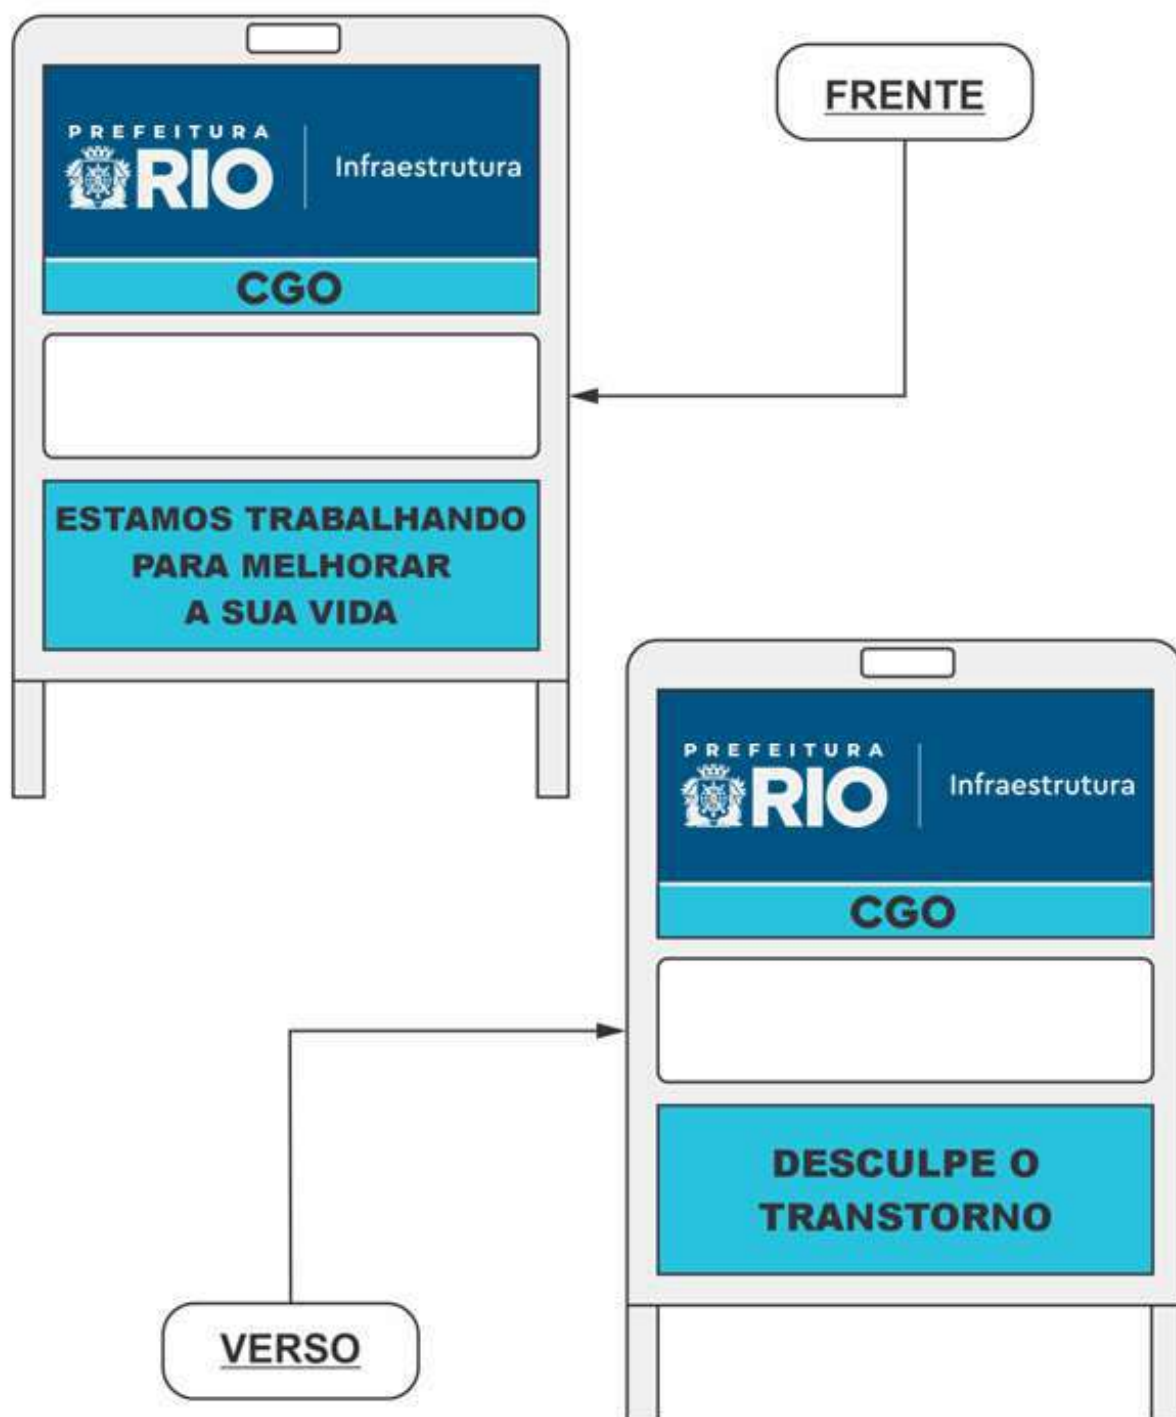 FRENTE
PREFEITURA
RIO
Infraestrutura
CGO
ESTAMOS TRABALHANDO
PARA MELHORAR
A SUA VIDA
PREFEITURA
RIO
Infraestrutura
CGO
DESCULPE O
TRANSTORNO
VERSO